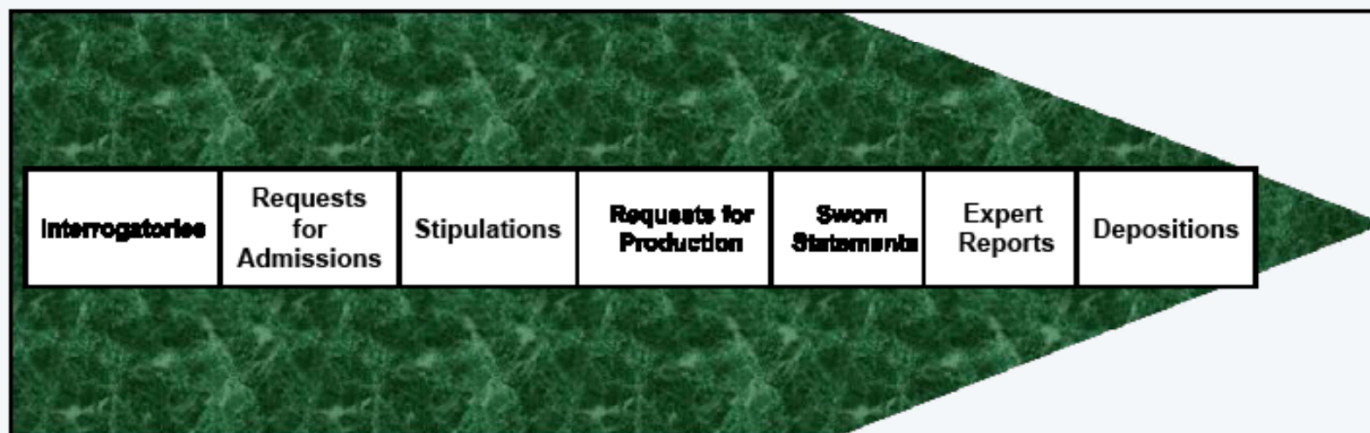 Interrogatories
Requests
for
Admissions
Stipulations
Requests for
Production
Sworn
Statements
Expert
Reports
Depositions